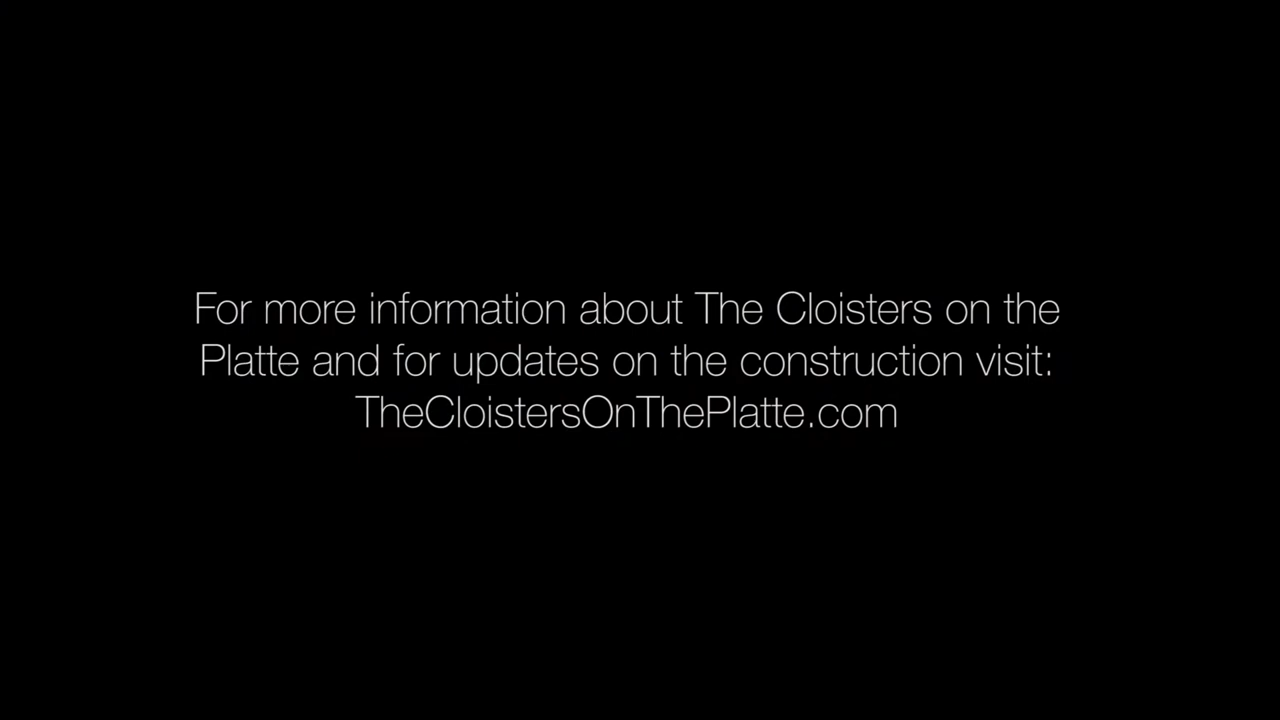 For more information about The Cloisters on the
Platte and for updates on the construction visit:
TheCloistersOnThePlatte.com